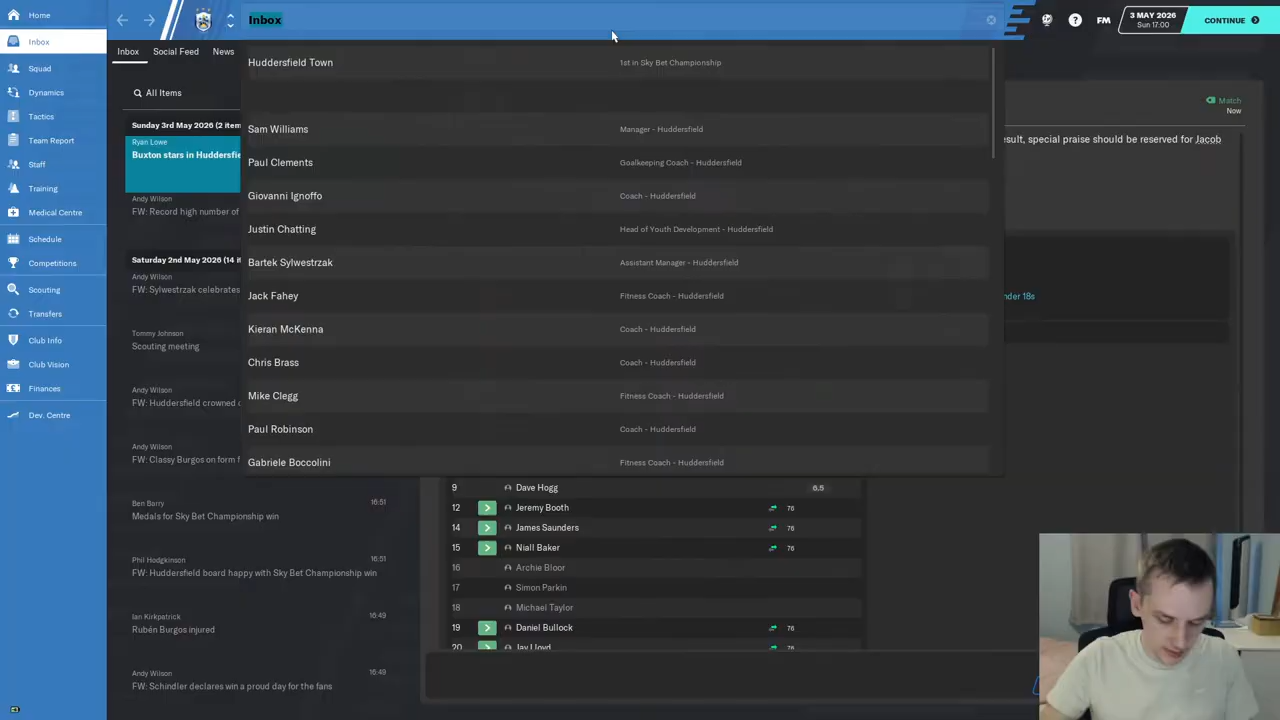 Home
Inbox
Squad
Dynamics
Tactics
Team Report
Staff
Training
Medical Centre
Schedule
Competitions
Scouting
Transfers
Club Info
Club Vision
Finances
Dev. Centre
Inbox
FM
3 MAY 2026
Sun 17:00
CONTINUE
Inbox
Social Feed
News
All Items
Sunday 3rd May 2026 (2 item
Ryan Lowe
Buxton stars in Huddersfie
Andy Wilson
FW: Record high number of
Saturday 2nd May 2026 (14 it
Andy Wilson
FW: Sylwestrzak celebrates
Tommy Johnson
Scouting meeting
Andy Wilson
FW: Huddersfield crowned
Andy Wilson
FW: Classy Burgos on form f
Ben Barry 16:51
Medals for Sky Bet Championship win
Phil Hodgkinson 16:51
FW: Huddersfield board happy with Sky Bet Championship win
Ian Kirkpatrick 16:49
Rubén Burgos injured
Andy Wilson 16:49
FW: Schindler declares win a proud day for the fans
Huddersfield Town 1st in Sky Bet Championship
Sam Williams Manager - Huddersfield
Paul Clements Goalkeeping Coach - Huddersfield
Giovanni Ignoffo Coach - Huddersfield
Justin Chatting Head of Youth Development - Huddersfield
Bartek Sylwestrzak Assistant Manager - Huddersfield
Jack Fahey Fitness Coach - Huddersfield
Kieran McKenna Coach - Huddersfield
Chris Brass Coach - Huddersfield
Mike Clegg Fitness Coach - Huddersfield
Paul Robinson Coach - Huddersfield
Gabriele Boccolini Fitness Coach - Huddersfield
Match
Now
esult, special praise should be reserved for Jacob
nder 18s
9 Dave Hogg 6.5
12 Jeremy Booth 76
14 James Saunders 76
15 Niall Baker 76
16 Archie Bloor
17 Simon Parkin
18 Michael Taylor
19 Daniel Bullock 76
20 Jay Lloyd